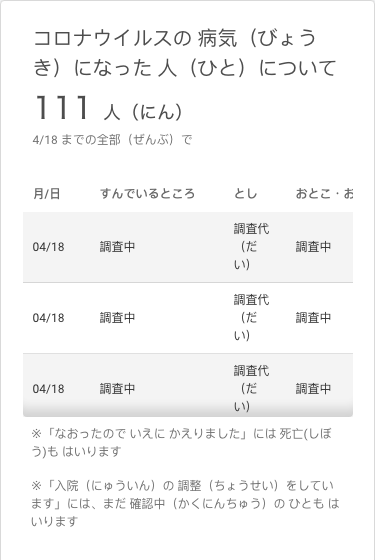 コロナウイルスの 病気（びょう
き）になった 人（ひと）について
111 人（にん）
4/18 までの全部（ぜんぶ）で
月/日 すんでいるところ とし おとこ・お
04/18 調査中 調査代（だい） 調査中
04/18 調査中 調査代（だい） 調査中
04/18 調査中 調査代（だい） 調査中
※「なおったので いえに かえりました」には 死亡(しぼ
う)も はいります
※「入院（にゅういん）の 調整（ちょうせい）をしてい
ます」には、まだ 確認中（かくにんちゅう）の ひとも は
いります